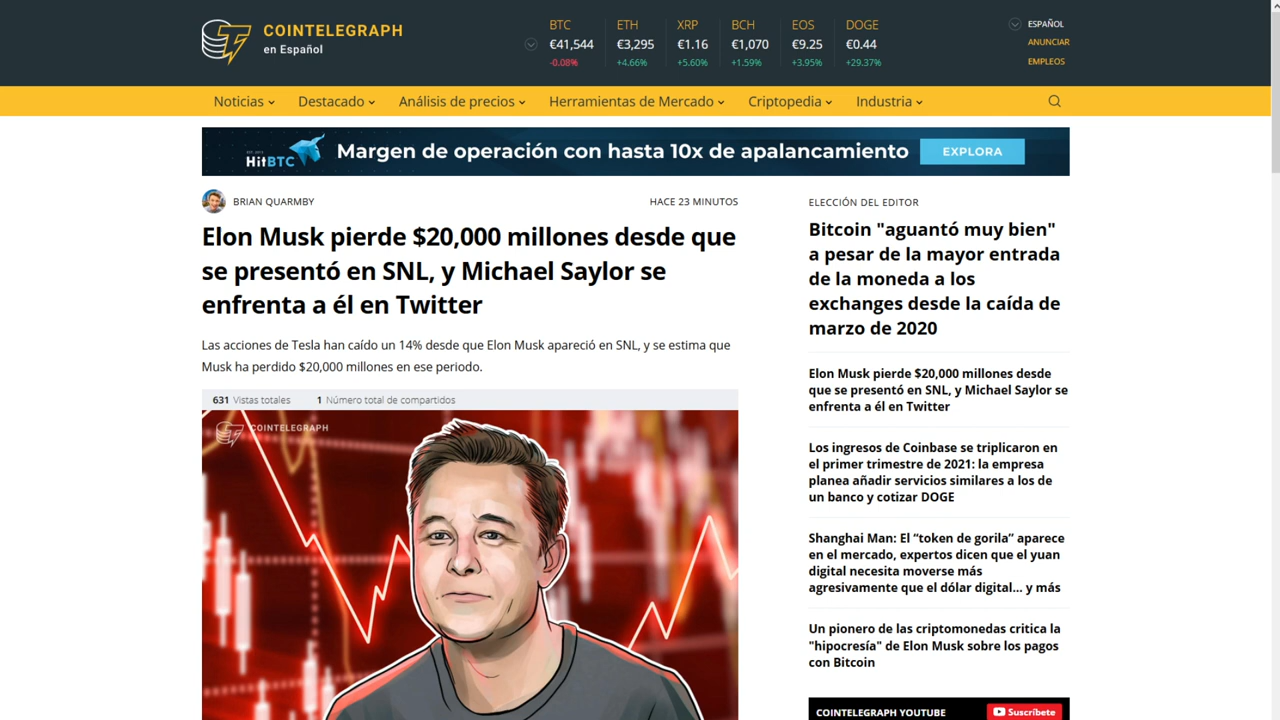 COINTELEGRAPH
en Español
BTC
€41,544
-0.08%
ETH
€3,295
+4.66%
XRP
€1.16
+5.60%
BCH
€1,070
+1.59%
EOS
€9.25
+3.95%
DOGE
€0.44
+29.37%
ESPAÑOL
ANUNCIAR
EMPLEOS
Noticias
Destacado
Análisis de precios
Herramientas de Mercado
Criptopedia
Industria
EST. 2013
HitBTC
Margen de operación con hasta 10x de apalancamiento
EXPLORA
BRIAN QUARMBY
HACE 23 MINUTOS
Elon Musk pierde $20,000 millones desde que
se presentó en SNL, y Michael Saylor se
enfrenta a él en Twitter
Las acciones de Tesla han caído un 14% desde que Elon Musk apareció en SNL, y se estima que
Musk ha perdido $20,000 millones en ese periodo.
631 Vistas totales
1 Número total de compartidos
COINTELEGRAPH
ELECCIÓN DEL EDITOR
Bitcoin "aguantó muy bien"
a pesar de la mayor entrada
de la moneda a los
exchanges desde la caída de
marzo de 2020
Elon Musk pierde $20,000 millones desde
que se presentó en SNL, y Michael Saylor se
enfrenta a él en Twitter
Los ingresos de Coinbase se triplicaron en
el primer trimestre de 2021: la empresa
planea añadir servicios similares a los de
un banco y cotizar DOGE
Shanghai Man: El “token de gorila” aparece
en el mercado, expertos dicen que el yuan
digital necesita moverse más
agresivamente que el dólar digital... y más
Un pionero de las criptomonedas critica la
"hipocresía" de Elon Musk sobre los pagos
con Bitcoin
COINTELEGRAPH YOUTUBE
Suscríbete